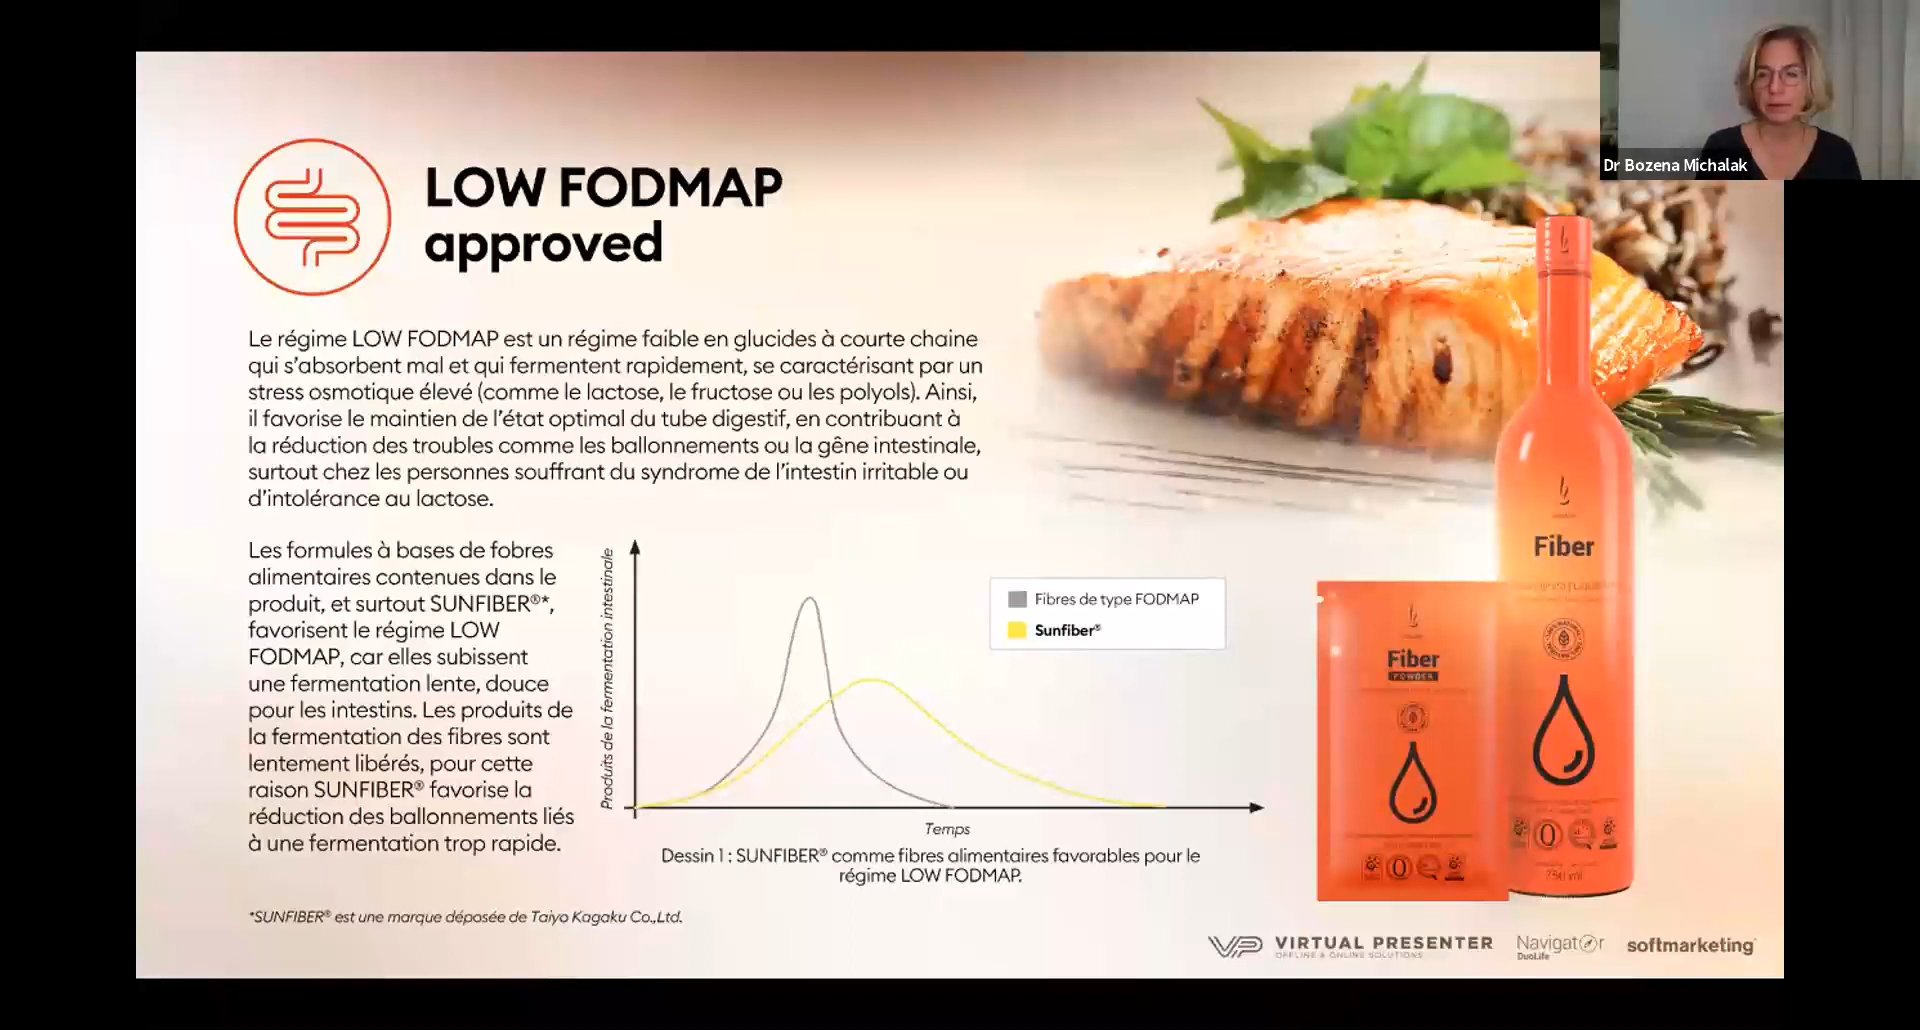 Dr Bozena Michalak
LOW FODMAP
approved
Le régime LOW FODMAP est un régime faible en glucides à courte chaine
qui s’absorbent mal et qui fermentent rapidement, se caractérisant par un
stress osmotique élevé (comme le lactose, le fructose ou les polyols). Ainsi,
il favorise le maintien de l’état optimal du tube digestif, en contribuant à
la réduction des troubles comme les ballonnements ou la gêne intestinale,
surtout chez les personnes souffrant du syndrome de l’intestin irritable ou
d’intolérance au lactose.
Les formules à bases de fobres
alimentaires contenues dans le
produit, et surtout SUNFIBER®*,
favorisent le régime LOW
FODMAP, car elles subissent
une fermentation lente, douce
pour les intestins. Les produits de
la fermentation des fibres sont
lentement libérés, pour cette
raison SUNFIBER® favorise la
réduction des ballonnements liés
à une fermentation trop rapide.
Produits de la fermentation intestinale
Fibres de type FODMAP
Sunfiber®
Temps
Dessin 1 : SUNFIBER® comme fibres alimentaires favorables pour le
régime LOW FODMAP.
Fiber
POWDER
Fiber
750 ml
*SUNFIBER® est une marque déposée de Taiyo Kagaku Co.,Ltd.
VP VIRTUAL PRESENTER
OFFLINE & ONLINE SOLUTIONS
Navigator
DuoLife
softmarketing